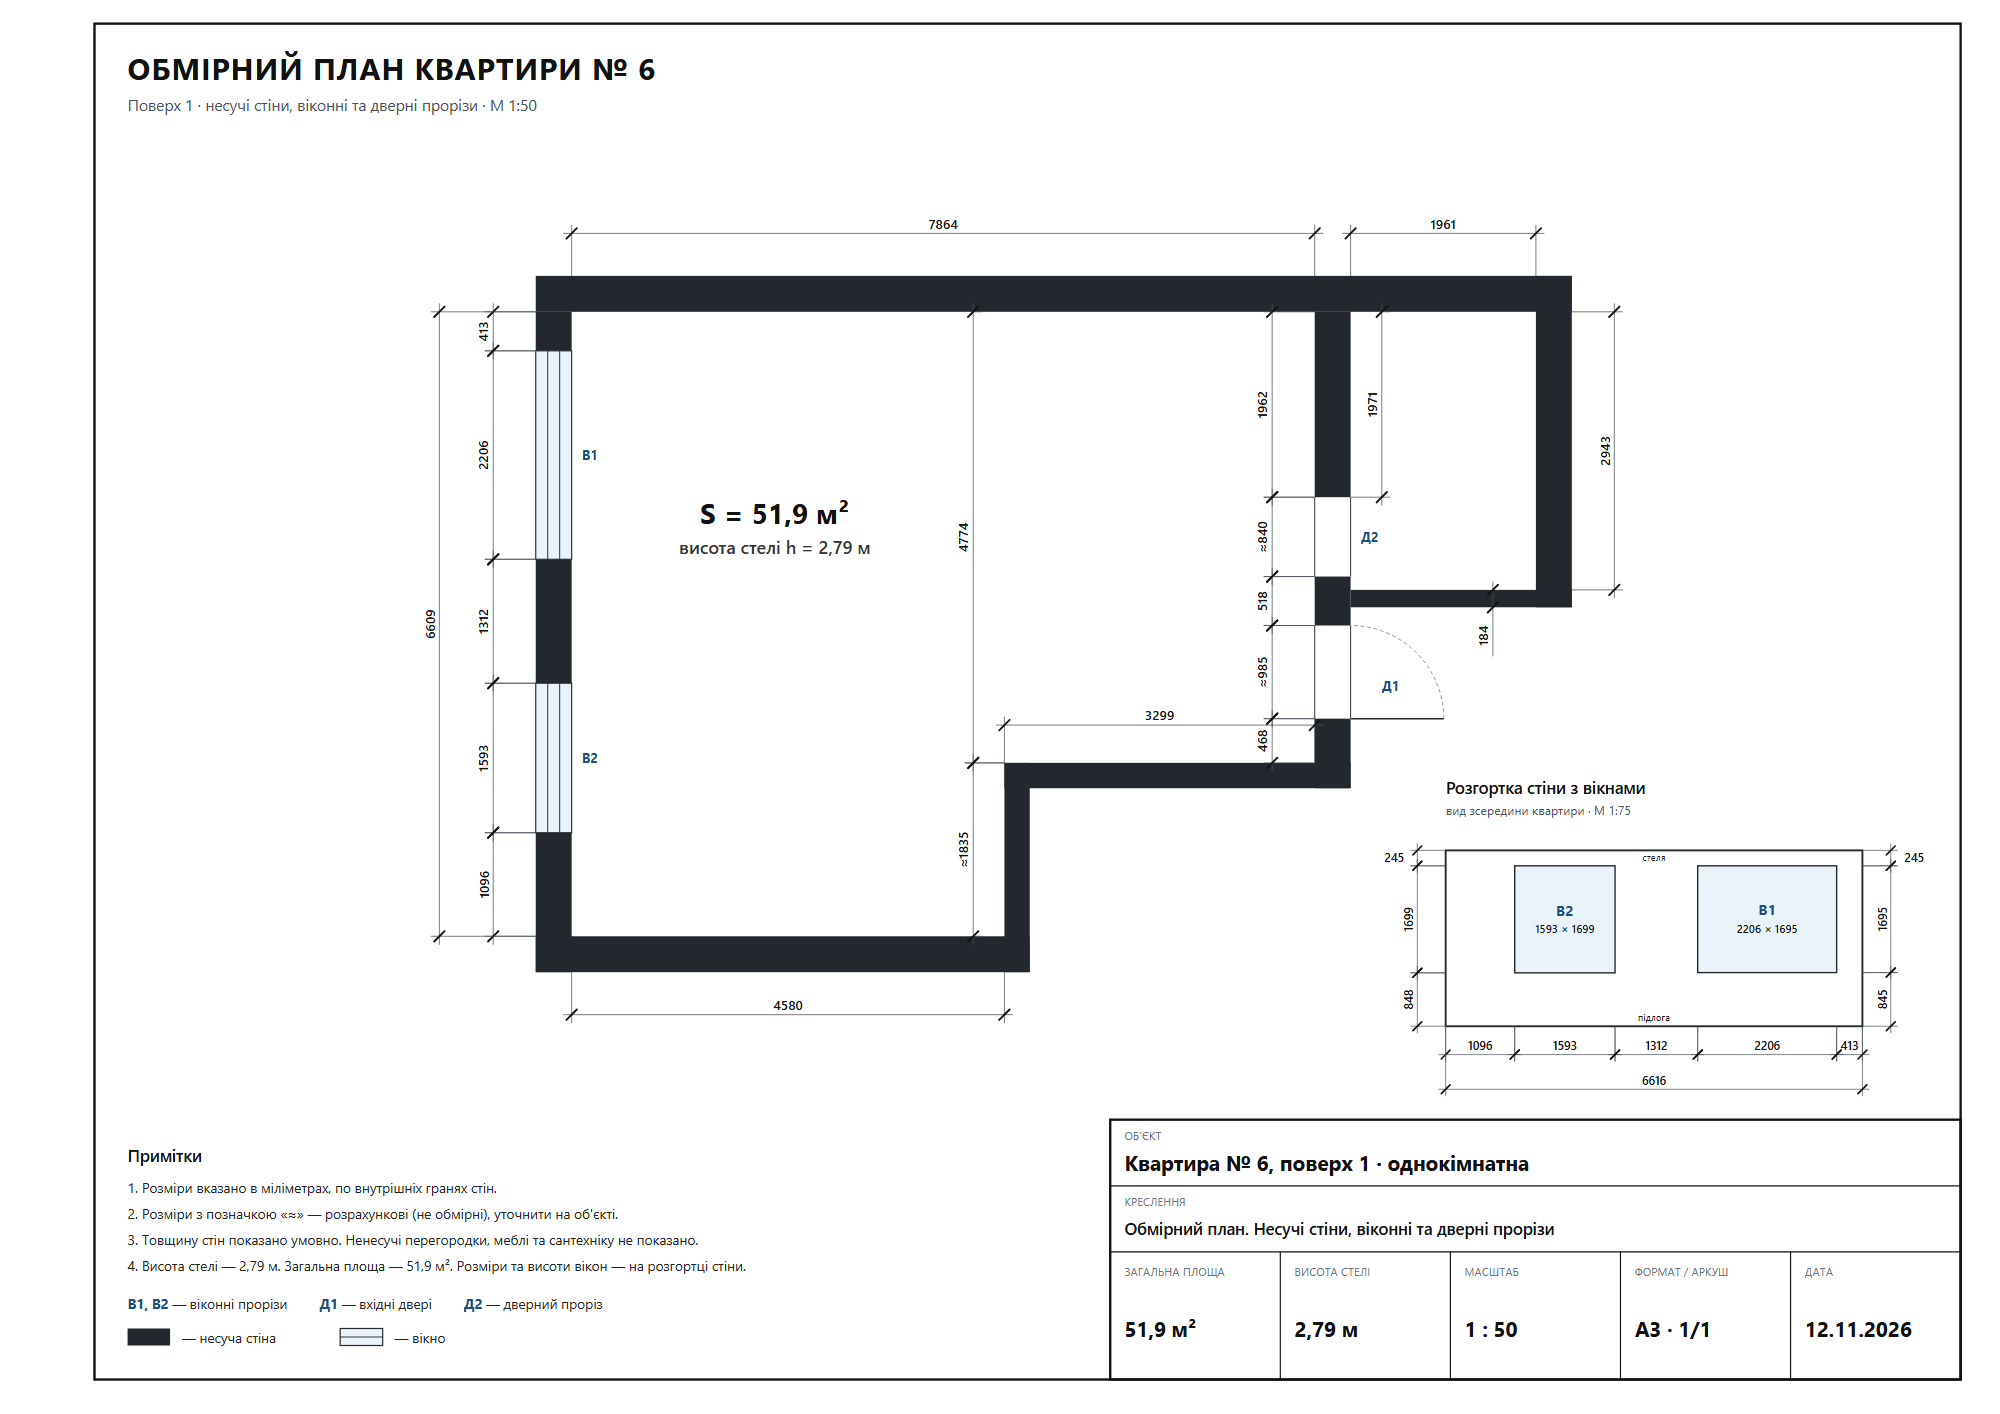 ОБМІРНИЙ ПЛАН КВАРТИРИ № 6
Поверх 1 · несучі стіни, віконні та дверні прорізи · М 1:50
7864
1961
413
2206
1312
1593
1096
6609
В1
В2
S = 51,9 м²
висота стелі h = 2,79 м
4774
≈1835
1962
≈840
518
≈985
468
1971
Д2
2943
184
Д1
3299
4580
Розгортка стіни з вікнами
вид зсередини квартири · М 1:75
245
1699
848
стеля
В2
1593 × 1699
В1
2206 × 1695
підлога
245
1695
845
1096
1593
1312
2206
413
6616
Примітки
1. Розміри вказано в міліметрах, по внутрішніх гранях стін.
2. Розміри з позначкою «≈» — розрахункові (не обмірні), уточнити на об'єкті.
3. Товщину стін показано умовно. Ненесучі перегородки, меблі та сантехніку не показано.
4. Висота стелі — 2,79 м. Загальна площа — 51,9 м². Розміри та висоти вікон — на розгортці стіни.
В1, В2 — віконні прорізи Д1 — вхідні двері Д2 — дверний проріз
— несуча стіна — вікно
ОБ'ЄКТ
Квартира № 6, поверх 1 · однокімнатна
КРЕСЛЕННЯ
Обмірний план. Несучі стіни, віконні та дверні прорізи
ЗАГАЛЬНА ПЛОЩА
51,9 м²
ВИСОТА СТЕЛІ
2,79 м
МАСШТАБ
1 : 50
ФОРМАТ / АРКУШ
А3 · 1/1
ДАТА
12.11.2026